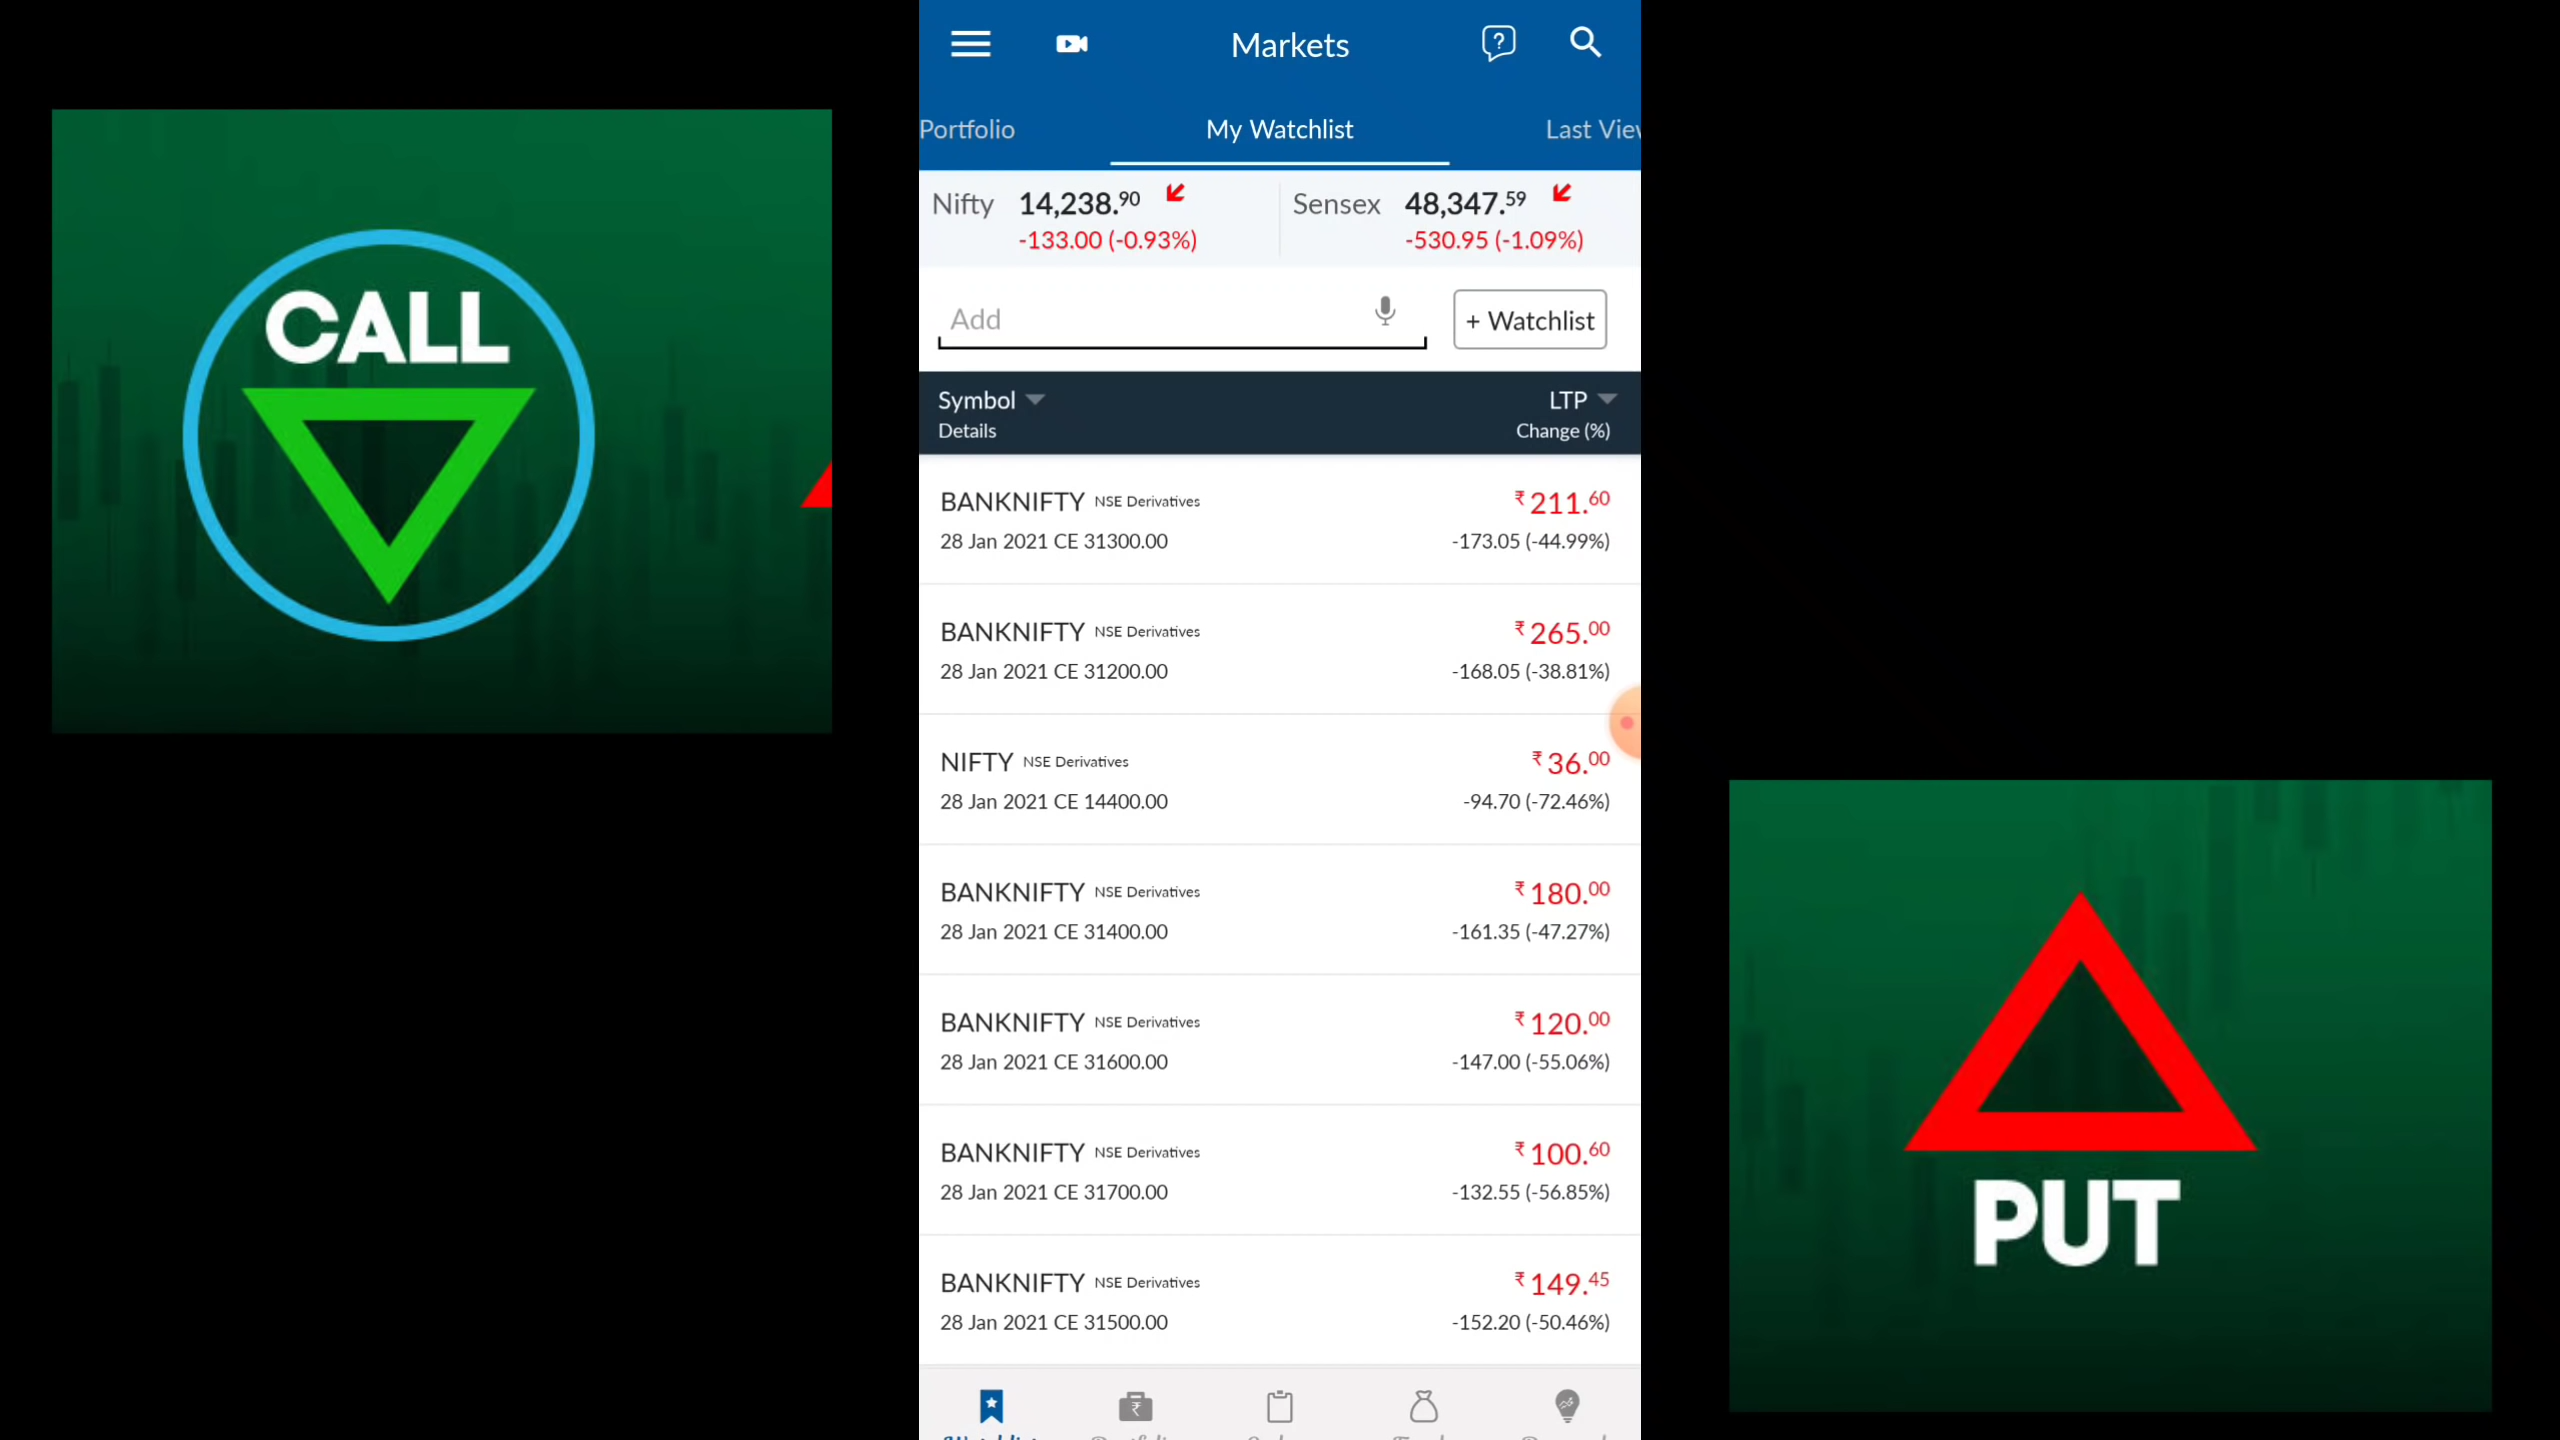 CALL
Markets
Portfolio
My Watchlist
Last View
Nifty 14,238.90
-133.00 (-0.93%)
Sensex 48,347.59
-530.95 (-1.09%)
Add
+ Watchlist
Symbol
Details
LTP
Change (%)
BANKNIFTY NSE Derivatives ₹ 211.60
28 Jan 2021 CE 31300.00 -173.05 (-44.99%)
BANKNIFTY NSE Derivatives ₹ 265.00
28 Jan 2021 CE 31200.00 -168.05 (-38.81%)
NIFTY NSE Derivatives ₹ 36.00
28 Jan 2021 CE 14400.00 -94.70 (-72.46%)
BANKNIFTY NSE Derivatives ₹ 180.00
28 Jan 2021 CE 31400.00 -161.35 (-47.27%)
BANKNIFTY NSE Derivatives ₹ 120.00
28 Jan 2021 CE 31600.00 -147.00 (-55.06%)
BANKNIFTY NSE Derivatives ₹ 100.60
28 Jan 2021 CE 31700.00 -132.55 (-56.85%)
BANKNIFTY NSE Derivatives ₹ 149.45
28 Jan 2021 CE 31500.00 -152.20 (-50.46%)
PUT